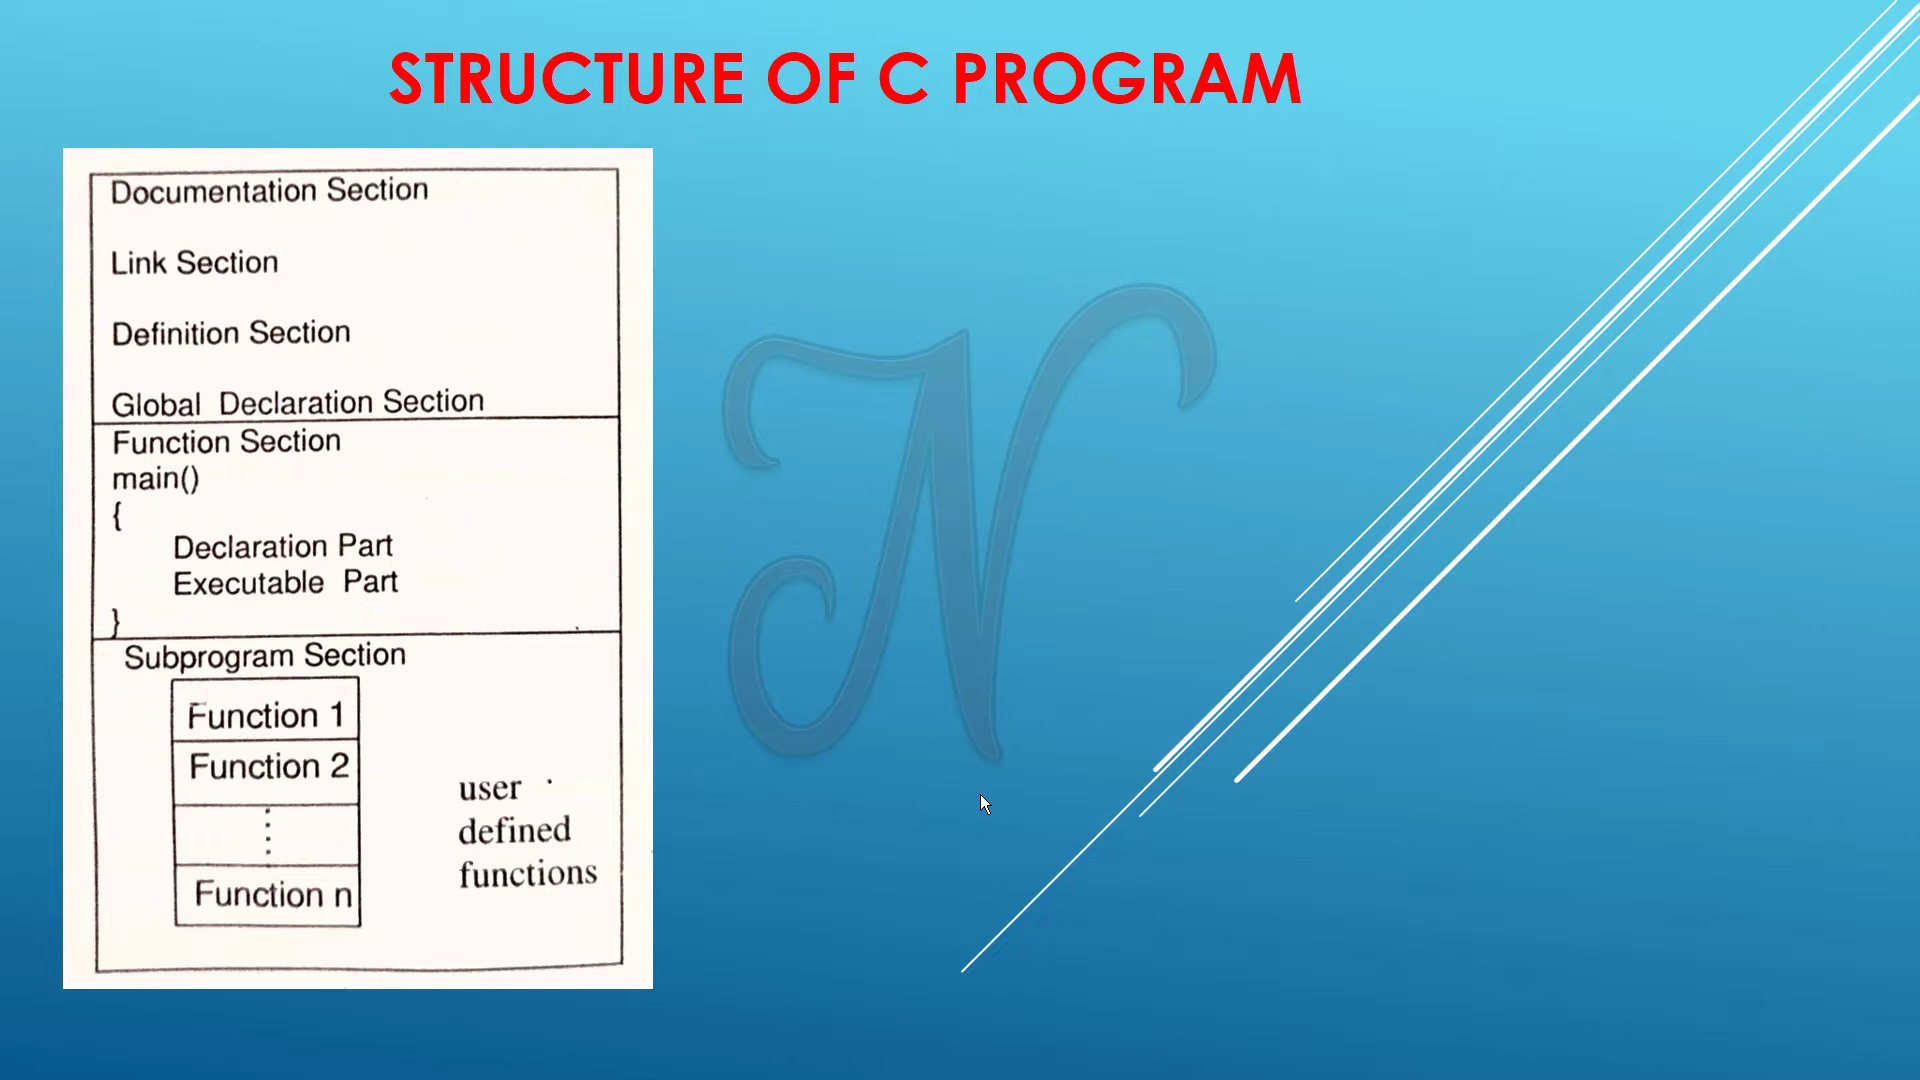 STRUCTURE OF C PROGRAM
Documentation Section
Link Section
Definition Section
Global Declaration Section
Function Section
main()
{
Declaration Part
Executable Part
}
Subprogram Section
Function 1
Function 2
Function n
user
defined
functions
N